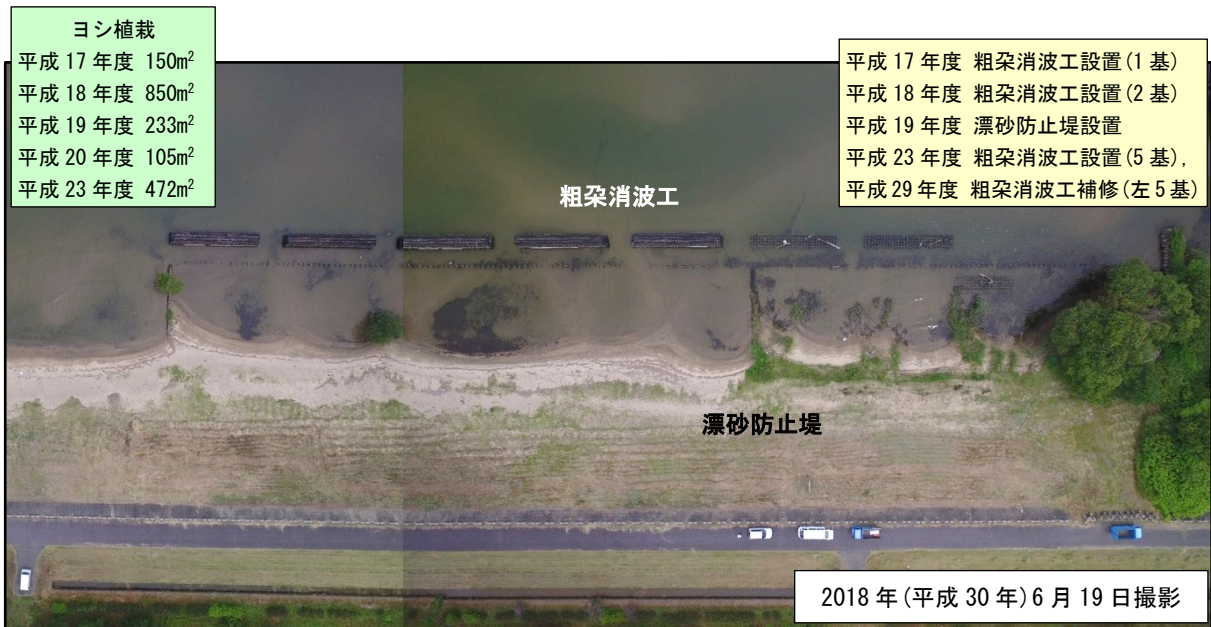 ヨシ植栽
平成 17 年度 150m²
平成 18 年度 850m²
平成 19 年度 233m²
平成 20 年度 105m²
平成 23 年度 472m²
平成 17 年度 粗朶消波工設置(1 基)
平成 18 年度 粗朶消波工設置(2 基)
平成 19 年度 漂砂防止堤設置
平成 23 年度 粗朶消波工設置(5 基),
平成 29 年度 粗朶消波工補修(左 5 基)
粗朶消波工
漂砂防止堤
2018 年(平成 30 年) 6 月 19 日撮影